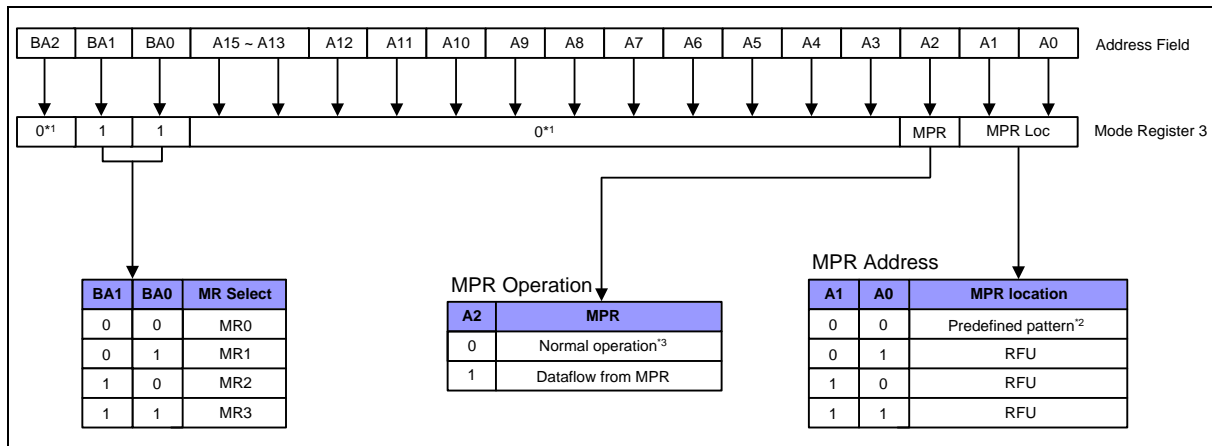 BA2 BA1 BA0 A15 ~ A13 A12 A11 A10 A9 A8 A7 A6 A5 A4 A3 A2 A1 A0 Address Field
0*1 1 1 0*1 MPR MPR Loc Mode Register 3
BA1 BA0 MR Select
0 0 MR0
0 1 MR1
1 0 MR2
1 1 MR3
MPR Operation
A2 MPR
0 Normal operation*3
1 Dataflow from MPR
MPR Address
A1 A0 MPR location
0 0 Predefined pattern*2
0 1 RFU
1 0 RFU
1 1 RFU